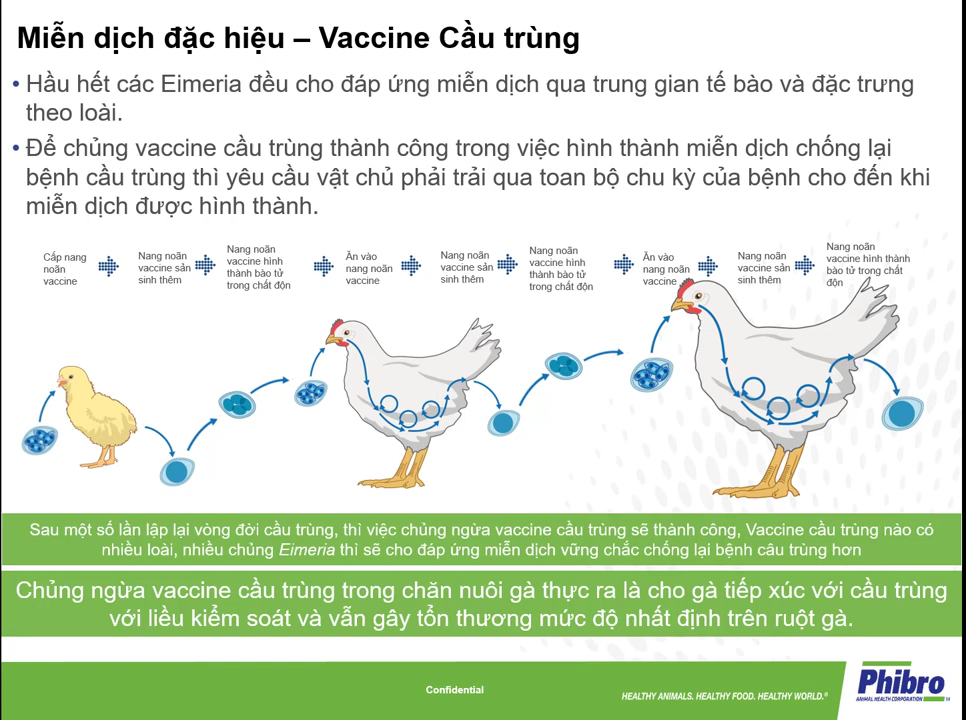 Miễn dịch đặc hiệu – Vaccine Cầu trùng
• Hầu hết các Eimeria đều cho đáp ứng miễn dịch qua trung gian tế bào và đặc trưng
theo loài.
• Để chủng vaccine cầu trùng thành công trong việc hình thành miễn dịch chống lại
bệnh cầu trùng thì yêu cầu vật chủ phải trải qua toan bộ chu kỳ của bệnh cho đến khi
miễn dịch được hình thành.
Cấp nang
noãn
vaccine
Nang noãn
vaccine sản
sinh thêm
Nang noãn
vaccine hình
thành bào tử
trong chất độn
Ăn vào
nang noãn
vaccine
Nang noãn
vaccine sản
sinh thêm
Nang noãn
vaccine hình
thành bào tử
trong chất độn
Ăn vào
nang noãn
vaccine
Nang noãn
vaccine sản
sinh thêm
Nang noãn
vaccine hình thành
bào tử trong chất
độn
Sau một số lần lập lại vòng đời cầu trùng, thì việc chủng ngừa vaccine cầu trùng sẽ thành công, Vaccine cầu trùng nào có
nhiều loài, nhiều chủng Eimeria thì sẽ cho đáp ứng miễn dịch vững chắc chống lại bệnh câu trùng hơn
Chủng ngừa vaccine cầu trùng trong chăn nuôi gà thực ra là cho gà tiếp xúc với cầu trùng
với liều kiểm soát và vẫn gây tổn thương mức độ nhất định trên ruột gà.
Confidential
HEALTHY ANIMALS. HEALTHY FOOD. HEALTHY WORLD.®
Phibro
ANIMAL HEALTH CORPORATION